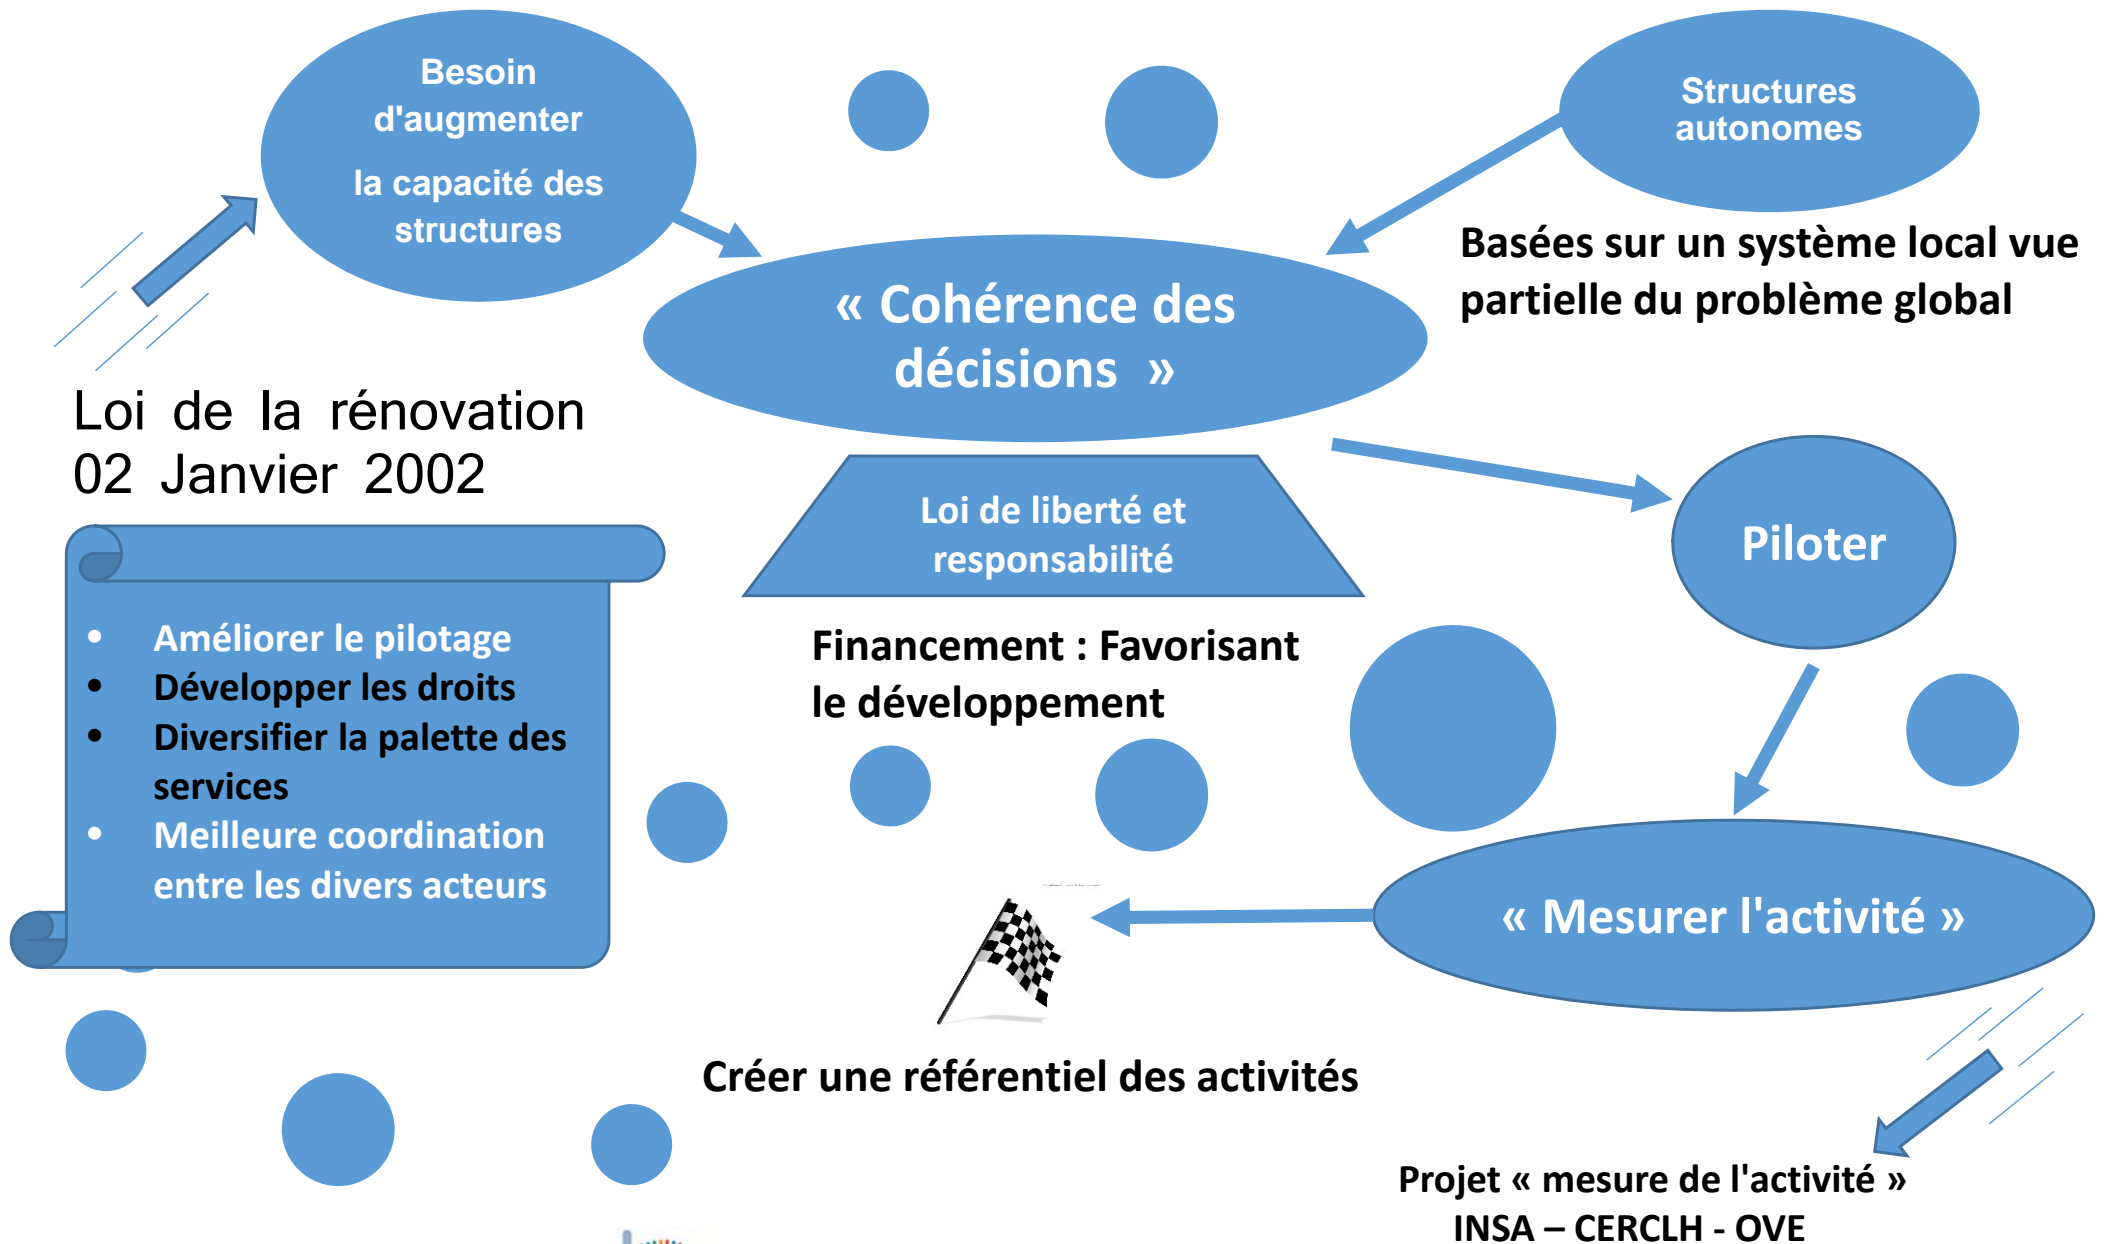 Besoin
d'augmenter
la capacité des
structures
Structures
autonomes
Basées sur un système local vue
partielle du problème global
« Cohérence des
décisions »
Loi de la rénovation
02 Janvier 2002
Loi de liberté et
responsabilité
Piloter
• Améliorer le pilotage
• Développer les droits
• Diversifier la palette des
services
• Meilleure coordination
entre les divers acteurs
Financement : Favorisant
le développement
« Mesurer l'activité »
Créer une référentiel des activités
Projet « mesure de l'activité »
INSA – CERCLH - OVE